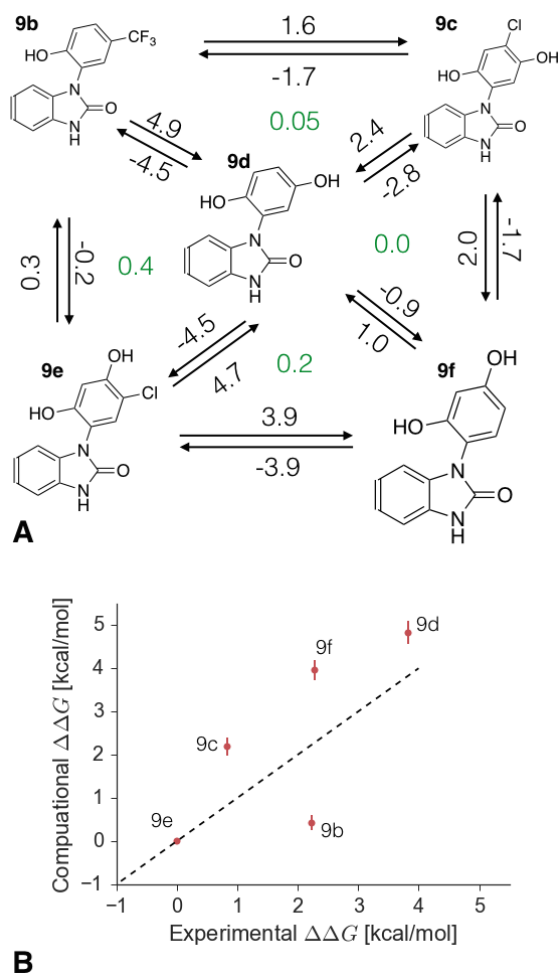 9b
1.6
9c
-1.7
CF₃
HO
N
O
N
H
Cl
OH
HO
N
O
N
H
4.9
-4.5
0.05
2.4
-2.8
9d
OH
HO
N
O
N
H
0.3
-0.2
0.4
0.0
2.0
-1.7
-4.5
4.7
0.2
-0.9
1.0
9e
OH
HO
Cl
N
O
N
H
9f
OH
HO
N
O
N
H
3.9
-3.9
A
Compuational ΔΔG [kcal/mol]
5
4
3
2
1
0
−1
9d
9f
9c
9e
9b
−1
0
1
2
3
4
5
Experimental ΔΔG [kcal/mol]
B